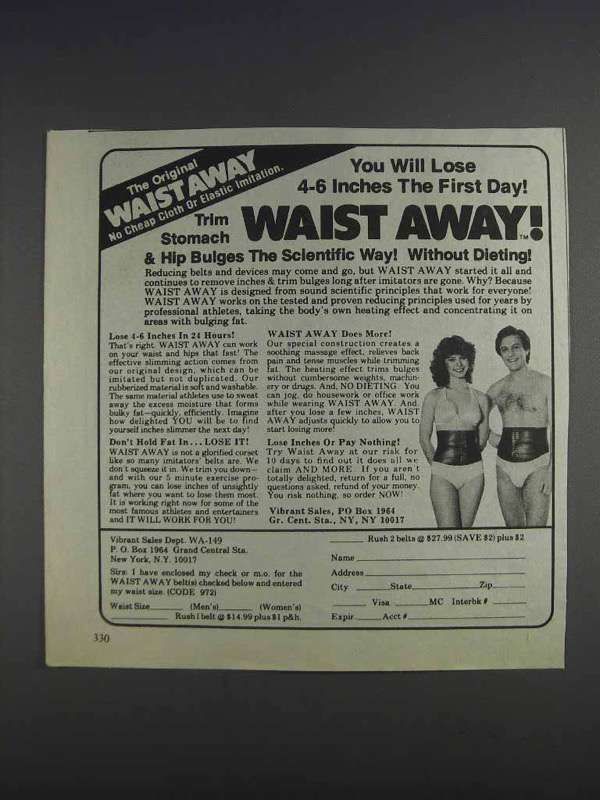 The Original
WAIST AWAY
No Cheap Cloth Or Elastic Imitation.
You Will Lose
4-6 Inches The First Day!
Trim
Stomach
WAIST AWAY!
TM
& Hip Bulges The Scientific Way! Without Dieting!
Reducing belts and devices may come and go, but WAIST AWAY started it all and
continues to remove inches & trim bulges long after imitators are gone. Why? Because
WAIST AWAY is designed from sound scientific principles that work for everyone!
WAIST AWAY works on the tested and proven reducing principles used for years by
professional athletes, taking the body's own heating effect and concentrating it on
areas with bulging fat.
Lose 4-6 Inches In 24 Hours!
That's right. WAIST AWAY can work
on your waist and hips that fast! The
effective slimming action comes from
our original design, which can be
imitated but not duplicated. Our
rubberized material is soft and washable.
The same material athletes use to sweat
away the excess moisture that forms
bulky fat—quickly, efficiently. Imagine
how delighted YOU will be to find
yourself inches slimmer the next day!
Don't Hold Fat In... LOSE IT!
WAIST AWAY is not a glorified corset
like so many imitators' belts are. We
don't squeeze it in. We trim you down—
and with our 5 minute exercise pro-
gram, you can lose inches of unsightly
fat where you want to lose them most.
It is working right now for some of the
most famous athletes and entertainers
and IT WILL WORK FOR YOU!
WAIST AWAY Does More!
Our special construction creates a
soothing massage effect, relieves back
pain and tense muscles while trimming
fat. The heating effect trims bulges
without cumbersome weights, machin-
ery or drugs. And, NO DIETING. You
can jog, do housework or office work
while wearing WAIST AWAY. And,
after you lose a few inches, WAIST
AWAY adjusts quickly to allow you to
start losing more!
Lose Inches Or Pay Nothing!
Try Waist Away at our risk for
10 days to find out it does all we
claim AND MORE. If you aren't
totally delighted, return for a full, no
questions asked, refund of your money.
You risk nothing, so order NOW!
Vibrant Sales, PO Box 1964
Gr. Cent. Sta., NY, NY 10017
Vibrant Sales Dept. WA-149
P. O. Box 1964 Grand Central Sta.
New York, N.Y. 10017
Sirs: I have enclosed my check or m.o. for the
WAIST AWAY belt(s) checked below and entered
my waist size. (CODE 972)
Waist Size (Men's) (Women's)
Rush 1 belt @ $14.99 plus $1 p&h.
Rush 2 belts @ $27.99 (SAVE $2) plus $2
Name
Address
City State Zip
Visa MC Interbk #
Expir. Acct #
330